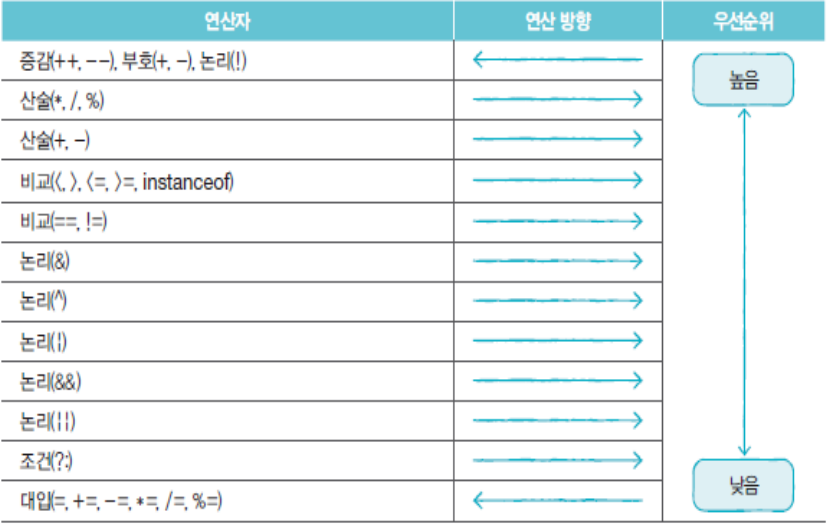 연산자 연산 방향 우선순위
증감(++, --), 부호(+, -), 논리(!)
높음
산술(*, /, %)
산술(+, -)
비교(<, >, <=, >=, instanceof)
비교(==, !=)
논리(&)
논리(^)
논리(|)
논리(&&)
논리(||)
조건(?:)
낮음
대입(=, +=, -=, *=, /=, %=)